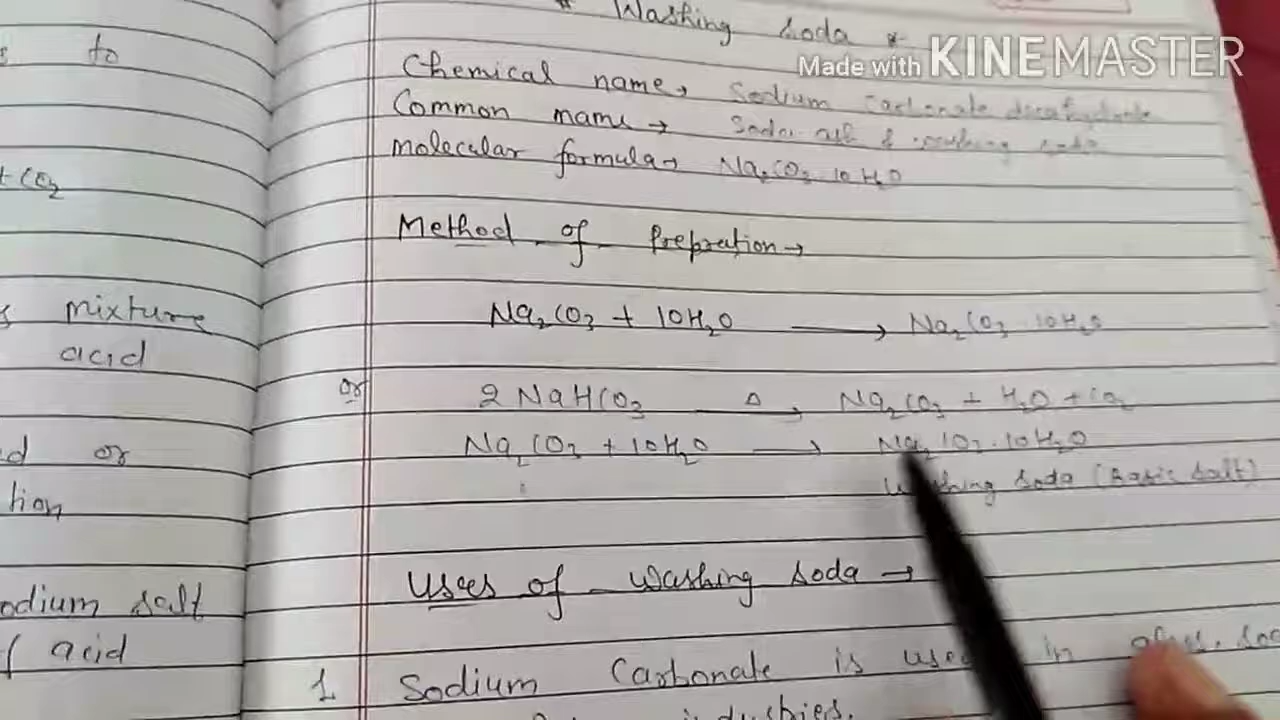 * Washing Soda *
Made with KINEMASTER
Chemical name → Sodium Carbonate decahydrate
Common name → Soda ash & washing soda
molecular formula → Na₂CO₃.10H₂O
Method of Prepration →
Na₂CO₃ + 10H₂O ⟶ Na₂CO₃.10H₂O
or
2NaHCO₃ —Δ→ Na₂CO₃ + H₂O + CO₂
Na₂CO₃ + 10H₂O ⟶ Na₂CO₃.10H₂O
Washing Soda (Basic Salt)
Uses of Washing Soda →
1. Sodium Carbonate is used in glass,
industries.
to
+CO₂
mixture
acid
or
tion
odium salt
f acid